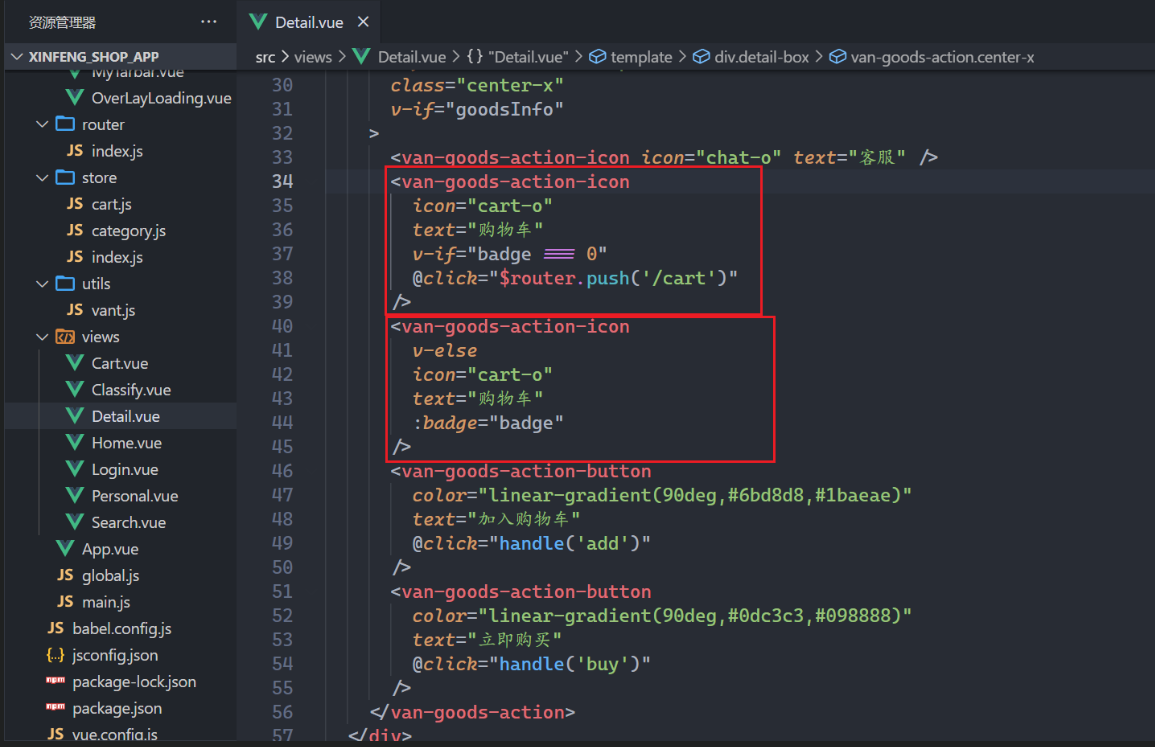 资源管理器
···
Detail.vue ×
XINFENG_SHOP_APP
src > views > Detail.vue > {} "Detail.vue" > template > div.detail-box > van-goods-action.center-x
MyTarbar.vue
OverLayLoading.vue
router
JS index.js
store
JS cart.js
JS category.js
JS index.js
utils
JS vant.js
views
Cart.vue
Classify.vue
Detail.vue
Home.vue
Login.vue
Personal.vue
Search.vue
App.vue
JS global.js
JS main.js
JS babel.config.js
{..} jsconfig.json
npm package-lock.json
npm package.json
JS vue.config.js
30 class="center-x"
31 v-if="goodsInfo"
32 >
33 <van-goods-action-icon icon="chat-o" text="客服" />
34 <van-goods-action-icon
35 icon="cart-o"
36 text="购物车"
37 v-if="badge === 0"
38 @click="$router.push('/cart')"
39 />
40 <van-goods-action-icon
41 v-else
42 icon="cart-o"
43 text="购物车"
44 :badge="badge"
45 />
46 <van-goods-action-button
47 color="linear-gradient(90deg,#6bd8d8,#1baeae)"
48 text="加入购物车"
49 @click="handle('add')"
50 />
51 <van-goods-action-button
52 color="linear-gradient(90deg,#0dc3c3,#098888)"
53 text="立即购买"
54 @click="handle('buy')"
55 />
56 </van-goods-action>
57 </div>